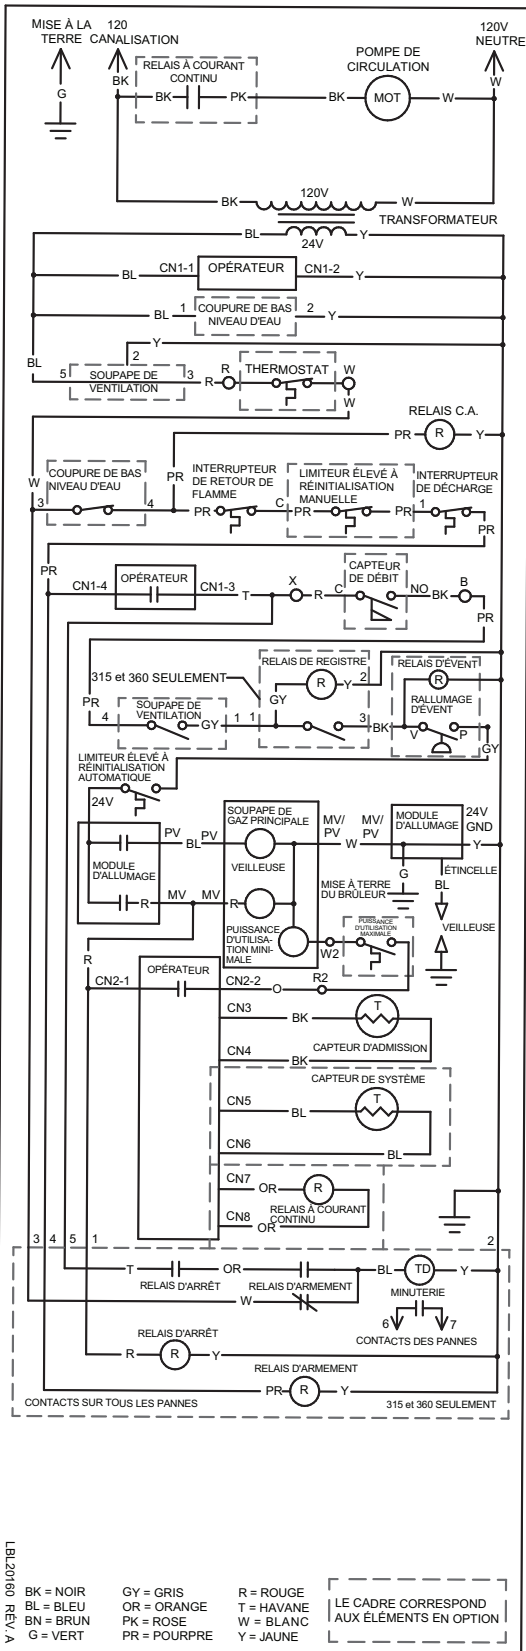 MISE À LA
TERRE
120
CANALISATION
120V
NEUTRE
RELAIS À COURANT
CONTINU
POMPE DE
CIRCULATION
G
BK
BK
PK
BK
MOT
W
W
BK
120V
W
TRANSFORMATEUR
BL
24V
Y
BL
CN1-1
OPÉRATEUR
CN1-2
Y
BL
1
COUPURE DE BAS
NIVEAU D'EAU
2
Y
Y
BL
2
5
SOUPAPE DE
VENTILATION
3
R
R
THERMOSTAT
W
W
RELAIS C.A.
PR
R
Y
W
COUPURE DE BAS
NIVEAU D'EAU
3
4
PR
INTERRUPTEUR
DE RETOUR DE
FLAMME
PR
C
LIMITEUR ÉLEVÉ À
RÉINITIALISATION
MANUELLE
PR
PR
INTERRUPTEUR
DE DÉCHARGE
1
PR
PR
CN1-4
OPÉRATEUR
CN1-3
T
X
R
C
CAPTEUR
DE DÉBIT
NO
BK
B
PR
315 et 360 SEULEMENT
RELAIS DE REGISTRE
R
Y
2
GY
RELAIS D'ÉVENT
R
RALLUMAGE
D'ÉVENT
PR
4
SOUPAPE DE
VENTILATION
GY
1
1
3
BK
V
P
GY
LIMITEUR ÉLEVÉ À
RÉINITIALISATION
AUTOMATIQUE
24V
PV
BL
PV
SOUPAPE DE
GAZ PRINCIPALE
VEILLEUSE
MV/
PV
W
MV/
PV
MODULE
D'ALLUMAGE
24V
GND
Y
MODULE
D'ALLUMAGE
R
MV
MV
R
PUISSANCE
D'UTILISA-
TION MINI-
MALE
MISE À TERRE
DU BRÛLEUR
G
ÉTINCELLE
BL
VEILLEUSE
PUISSANCE
D'UTILISATION
MAXIMALE
W2
R
CN2-1
OPÉRATEUR
CN2-2
O
R2
CN3
BK
T
CAPTEUR D'ADMISSION
CN4
BK
CAPTEUR DE SYSTÈME
CN5
BL
T
CN6
BL
CN7
OR
R
RELAIS À COURANT
CONTINU
CN8
OR
3
4
5
1
2
T
RELAIS D'ARRÊT
OR
RELAIS D'ARMEMENT
BL
TD
Y
MINUTERIE
W
6
7
CONTACTS DES PANNES
RELAIS D'ARRÊT
R
R
Y
RELAIS D'ARMEMENT
PR
R
Y
CONTACTS SUR TOUS LES PANNES
315 et 360 SEULEMENT
LBL20160 RÉV. A
BK = NOIR
BL = BLEU
BN = BRUN
G = VERT
GY = GRIS
OR = ORANGE
PK = ROSE
PR = POURPRE
R = ROUGE
T = HAVANE
W = BLANC
Y = JAUNE
LE CADRE CORRESPOND
AUX ÉLÉMENTS EN OPTION